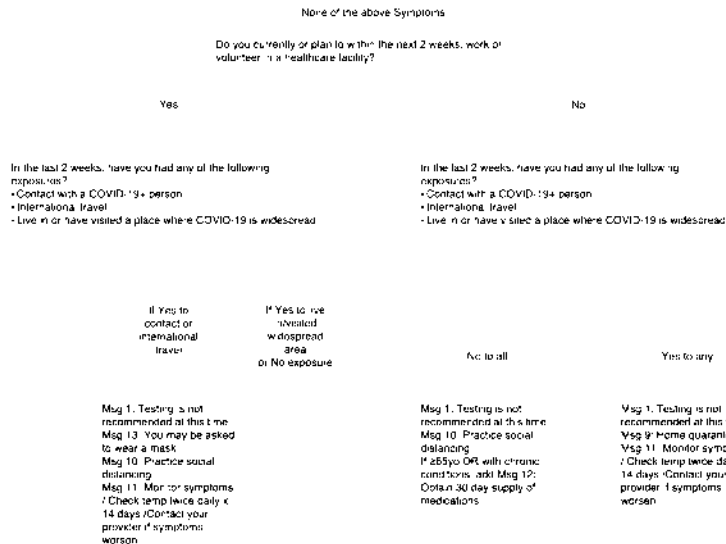 None of the above Symptoms
Do you currently or plan to within the next 2 weeks, work or
volunteer in a healthcare facility?
Yes
No
In the last 2 weeks, have you had any of the following
exposures?
• Contact with a COVID-19+ person
• International travel
• Live in or have visited a place where COVID-19 is widespread
In the last 2 weeks, have you had any of the following
exposures?
• Contact with a COVID-19+ person
• International travel
• Live in or have visited a place where COVID-19 is widespread
If Yes to
contact or
international
travel
If Yes to live
in/visited
widespread
area
or No exposure
No to all
Yes to any
Msg 1. Testing is not
recommended at this time
Msg 13. You may be asked
to wear a mask
Msg 10. Practice social
distancing
Msg 11. Monitor symptoms
/ Check temp twice daily x
14 days /Contact your
provider if symptoms
worsen
Msg 1. Testing is not
recommended at this time
Msg 10. Practice social
distancing
If ≥65yo OR with chronic
conditions, add Msg 12:
Obtain 30 day supply of
medications
Msg 1. Testing is not
recommended at this
Msg 9: Home
Msg 11. Monitor
/ Check temp twice
14 days /Contact your
provider if symptoms
worsen